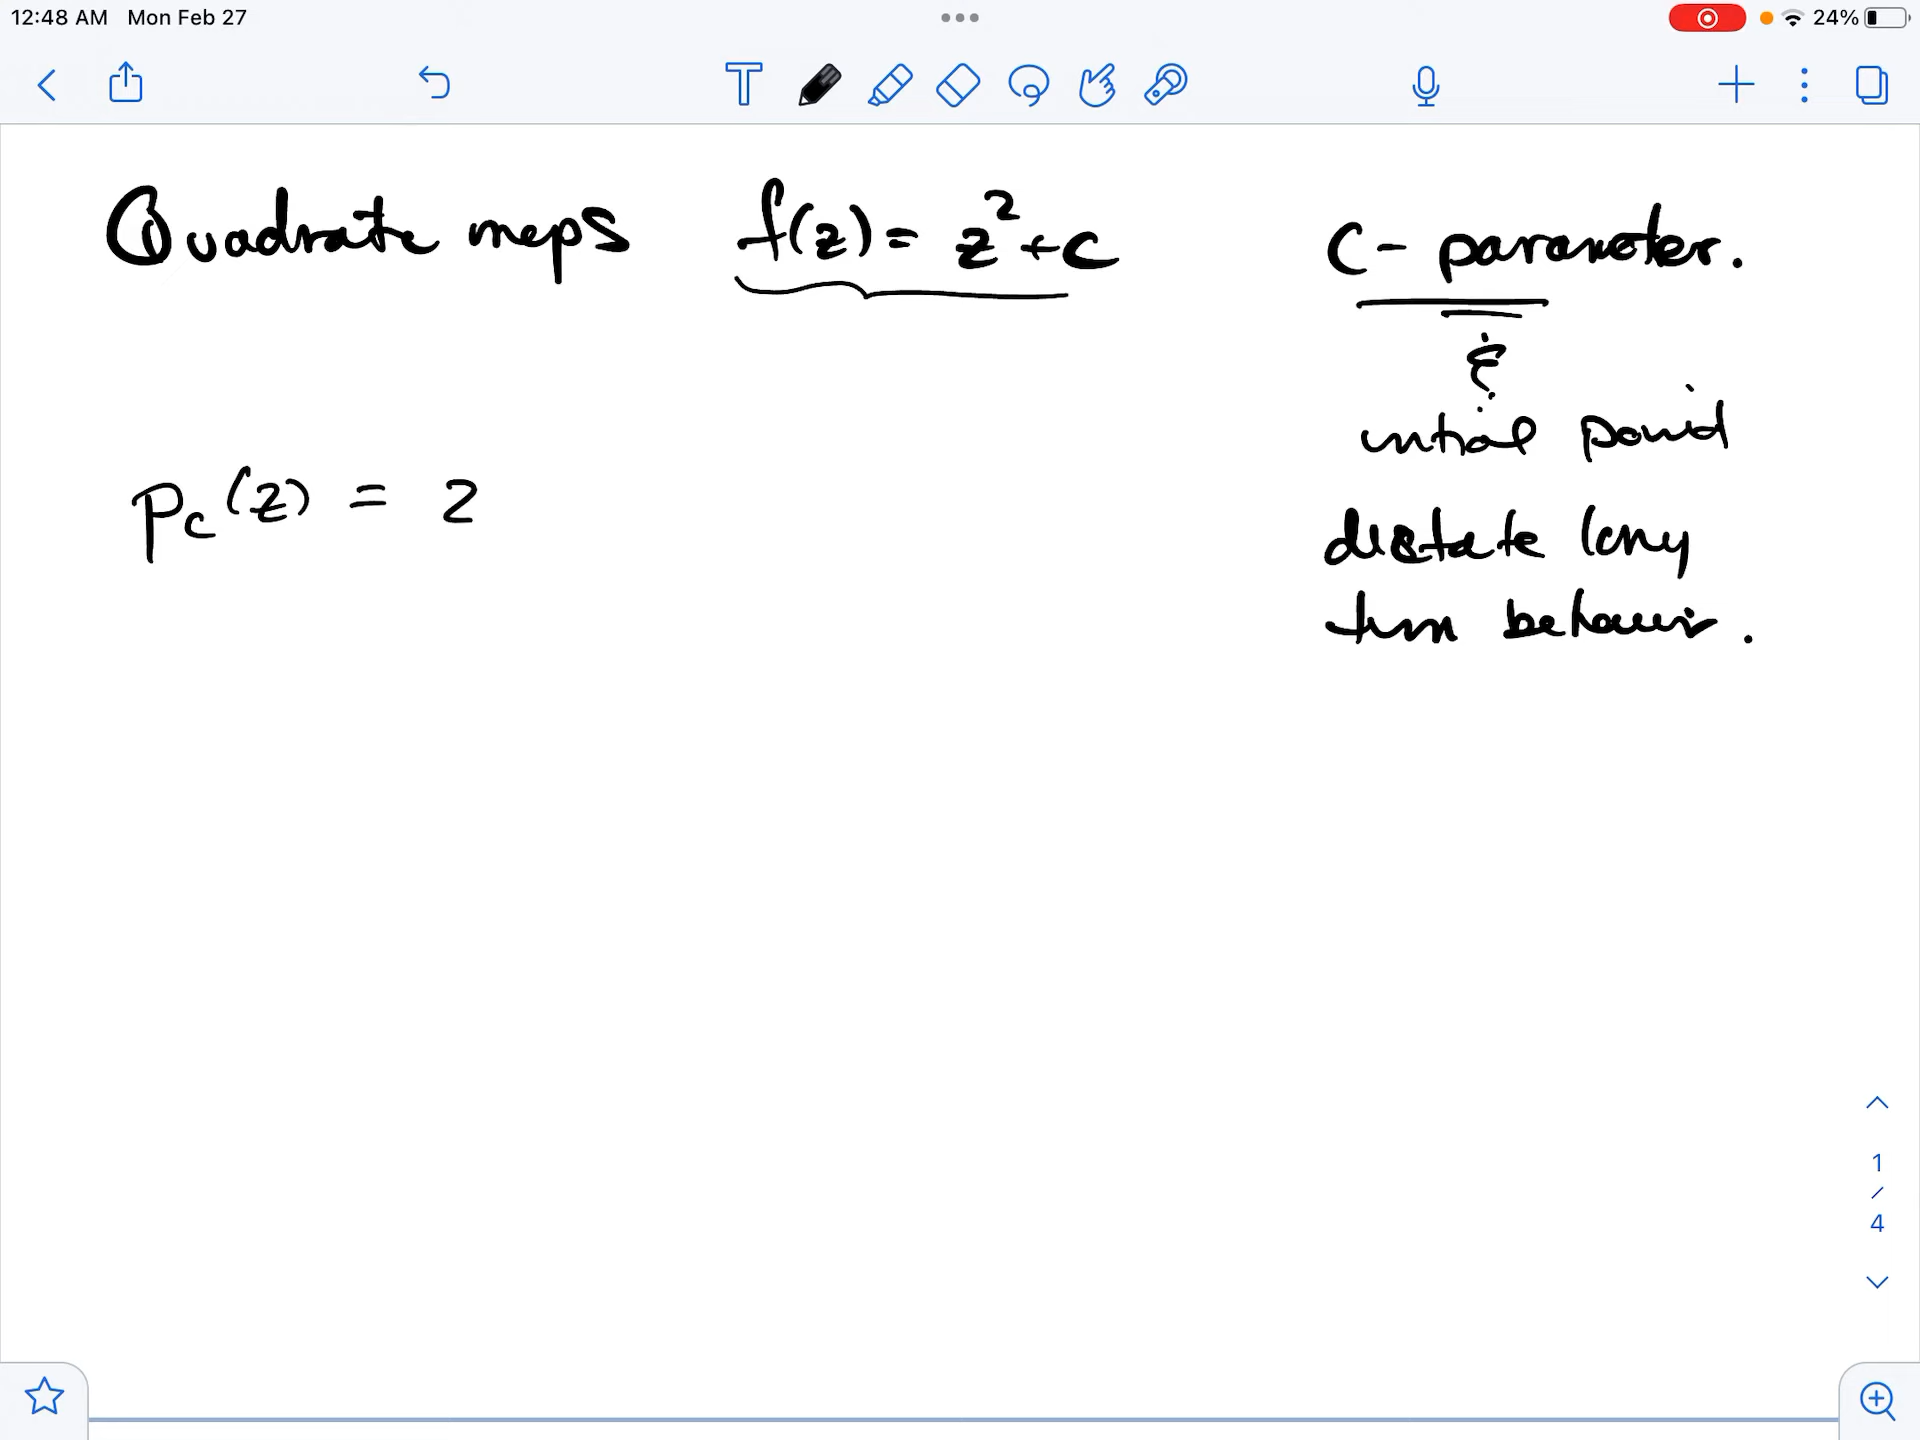 12:48 AM Mon Feb 27
24%
T
Quadratic maps f(z) = z² + c c - parameter.
&
initial point
P_c(z) = z
dictate long
term behavior.
1
/
4